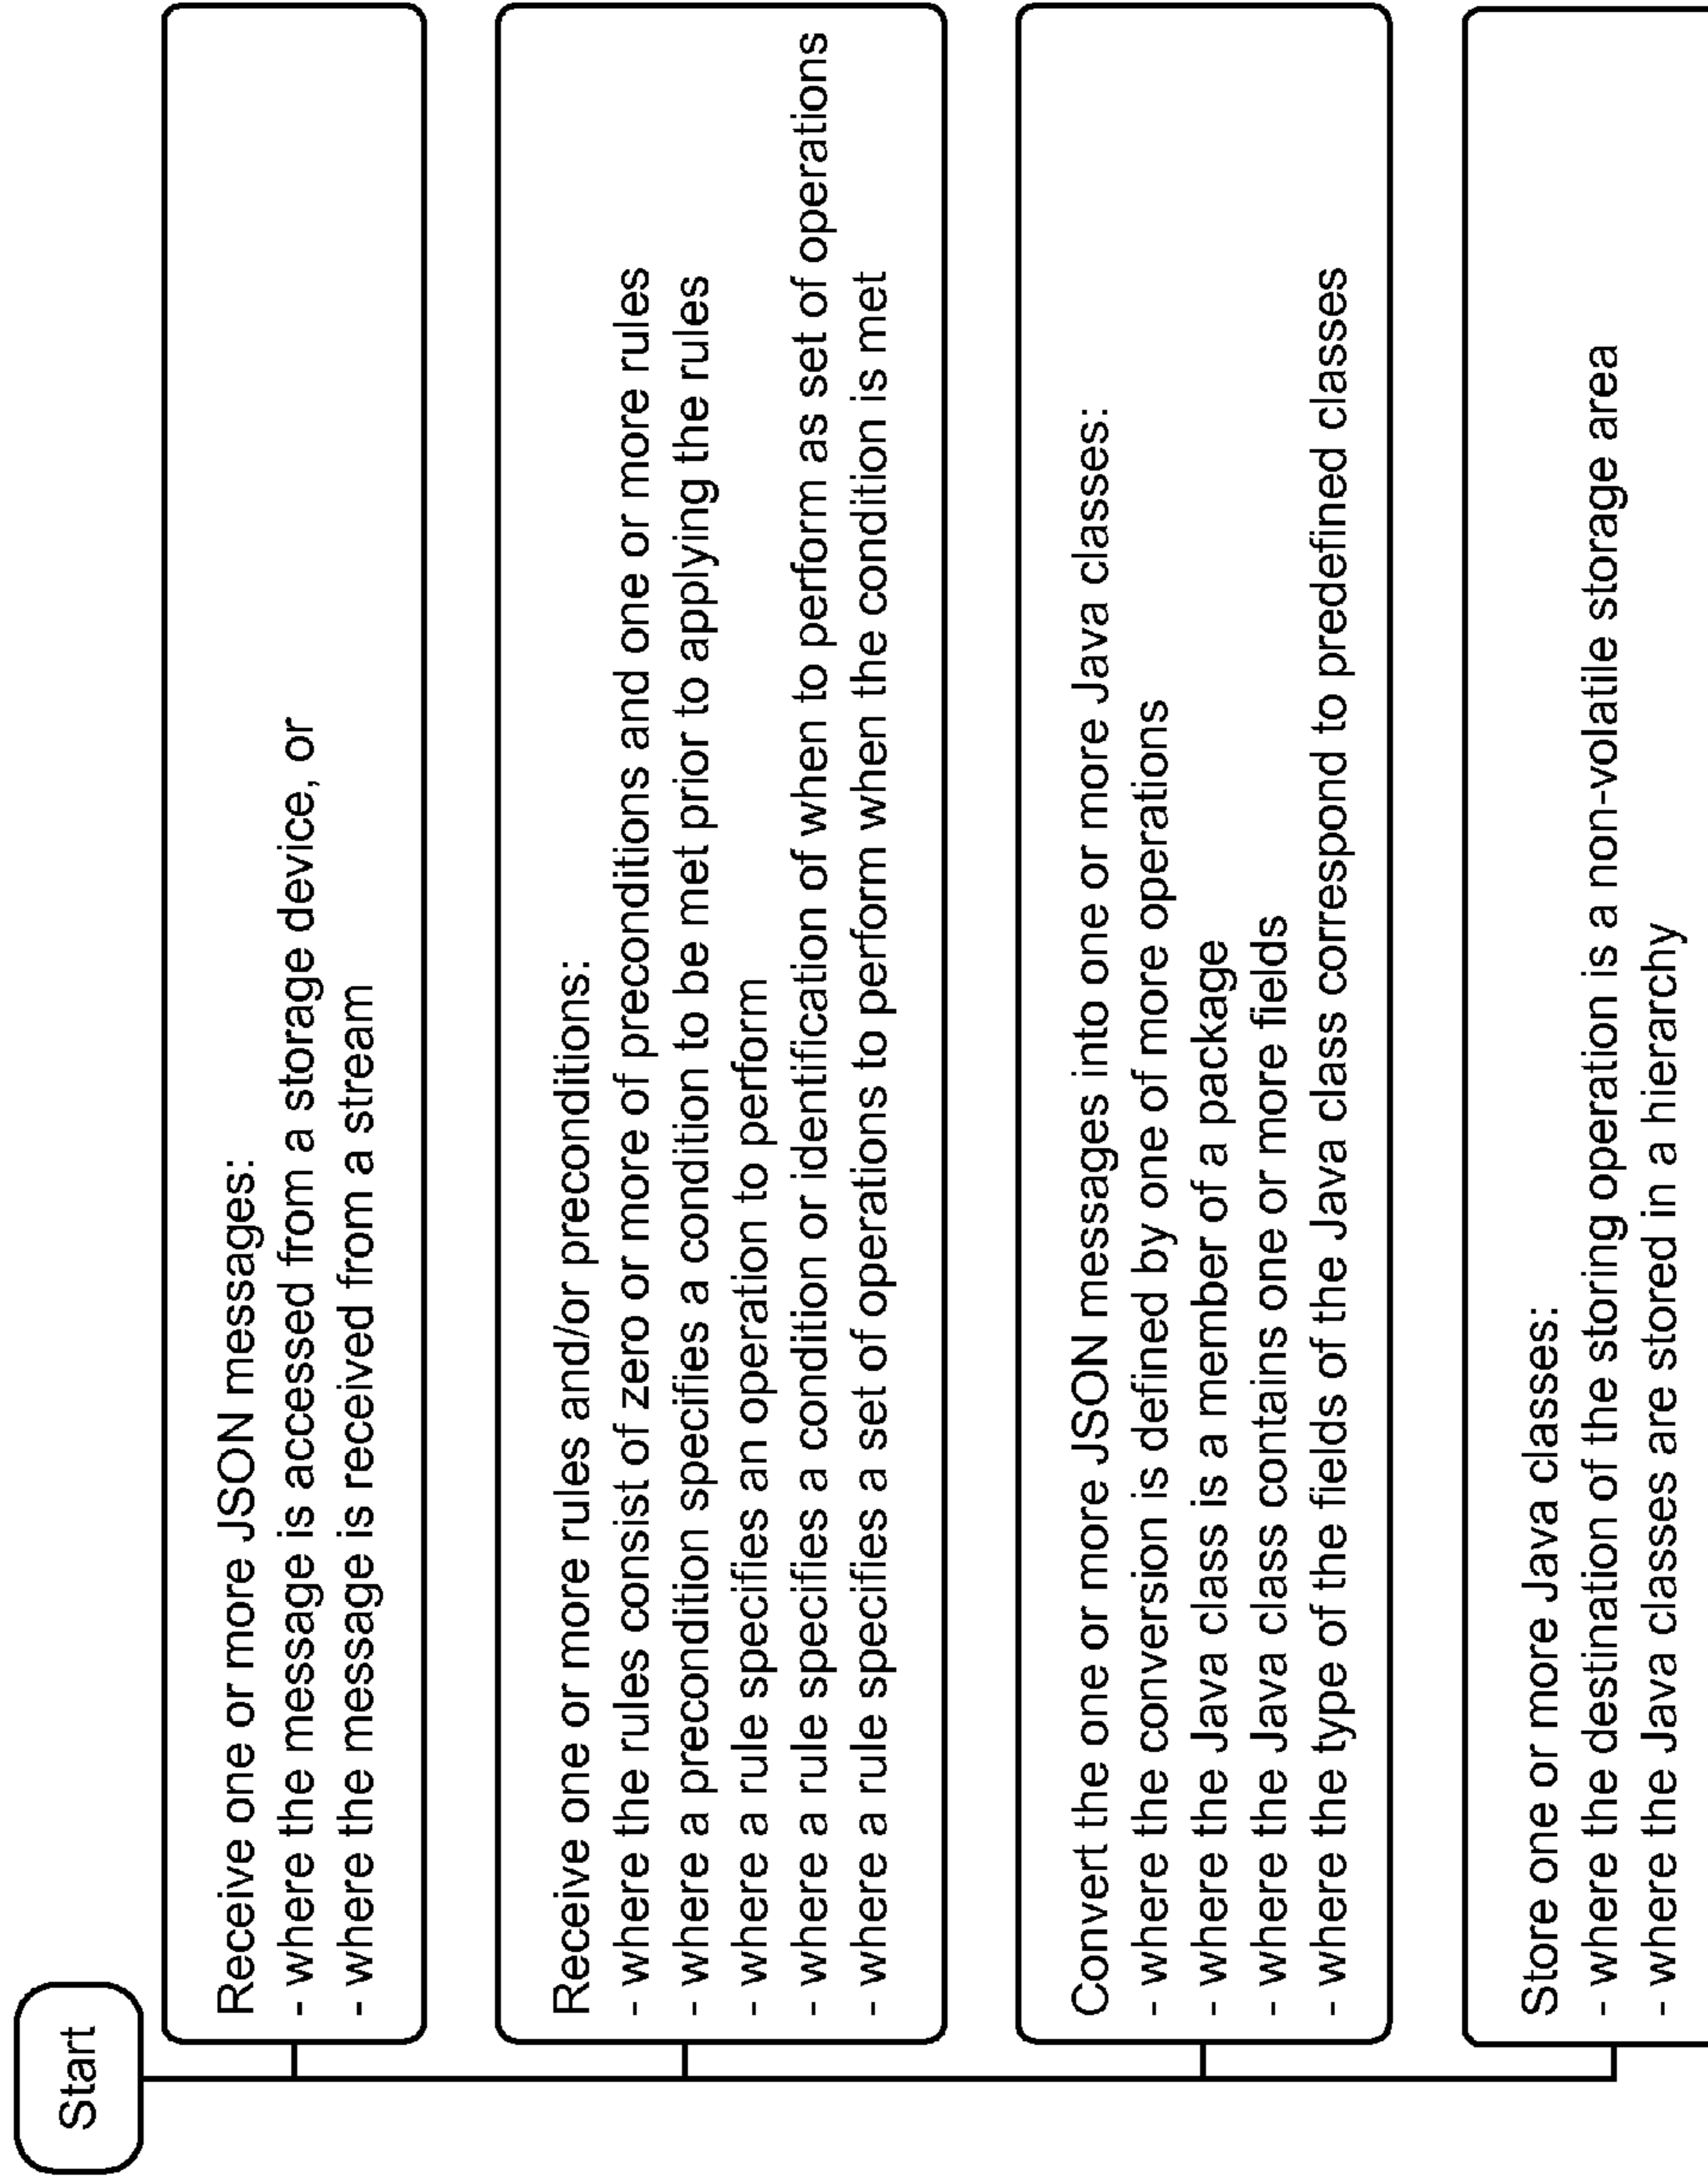 Start
Receive one or more JSON messages:
- where the message is accessed from a storage device, or
- where the message is received from a stream
Receive one or more rules and/or preconditions:
- where the rules consist of zero or more of preconditions and one or more rules
- where a precondition specifies a condition to be met prior to applying the rules
- where a rule specifies an operation to perform
- where a rule specifies a condition or identification of when to perform as set of operations
- where a rule specifies a set of operations to perform when the condition is met
Convert the one or more JSON messages into one or more Java classes:
- where the conversion is defined by one of more operations
- where the Java class is a member of a package
- where the Java class contains one or more fields
- where the type of the fields of the Java class correspond to predefined classes
Store one or more Java classes:
- where the destination of the storing operation is a non-volatile storage area
- where the Java classes are stored in a hierarchy